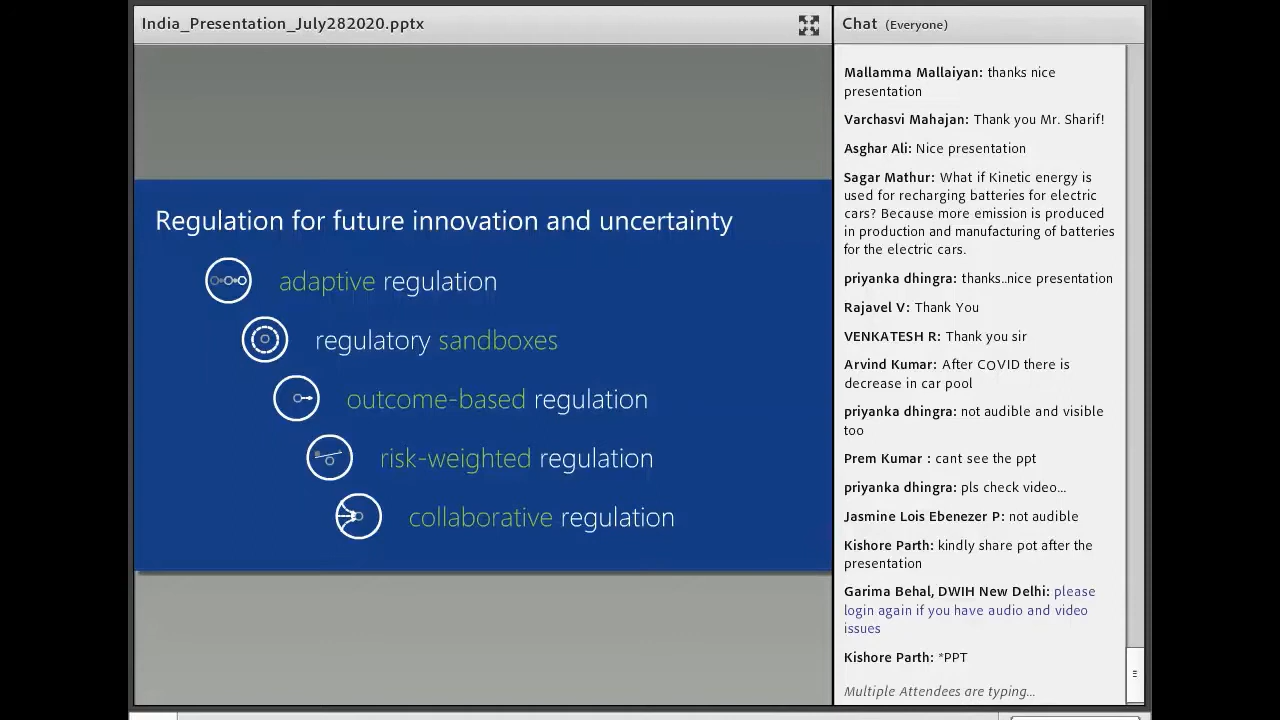 India_Presentation_July282020.pptx
Regulation for future innovation and uncertainty
adaptive regulation
regulatory sandboxes
outcome-based regulation
risk-weighted regulation
collaborative regulation
Chat (Everyone)
Mallamma Mallaiyan: thanks nice
presentation
Varchasvi Mahajan: Thank you Mr. Sharif!
Asghar Ali: Nice presentation
Sagar Mathur: What if Kinetic energy is
used for recharging batteries for electric
cars? Because more emission is produced
in production and manufacturing of batteries
for the electric cars.
priyanka dhingra: thanks..nice presentation
Rajavel V: Thank You
VENKATESH R: Thank you sir
Arvind Kumar: After COVID there is
decrease in car pool
priyanka dhingra: not audible and visible
too
Prem Kumar : cant see the ppt
priyanka dhingra: pls check video...
Jasmine Lois Ebenezer P: not audible
Kishore Parth: kindly share pot after the
presentation
Garima Behal, DWIH New Delhi: please
login again if you have audio and video
issues
Kishore Parth: *PPT
Multiple Attendees are typing...